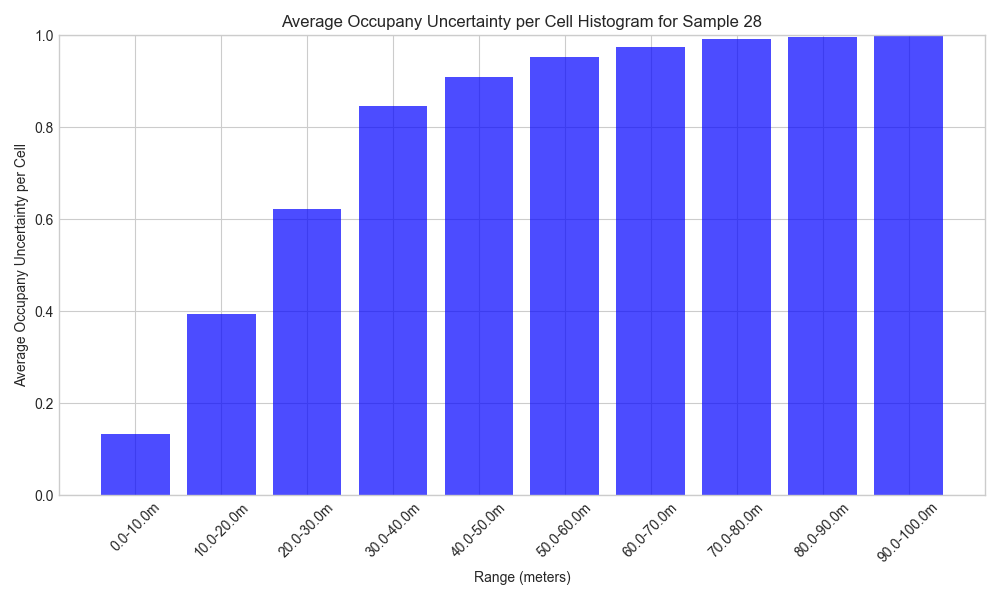 Average Occupany Uncertainty per Cell Histogram for Sample 28
Average Occupany Uncertainty per Cell
1.0
0.8
0.6
0.4
0.2
0.0
0.0-10.0m
10.0-20.0m
20.0-30.0m
30.0-40.0m
40.0-50.0m
50.0-60.0m
60.0-70.0m
70.0-80.0m
80.0-90.0m
90.0-100.0m
Range (meters)